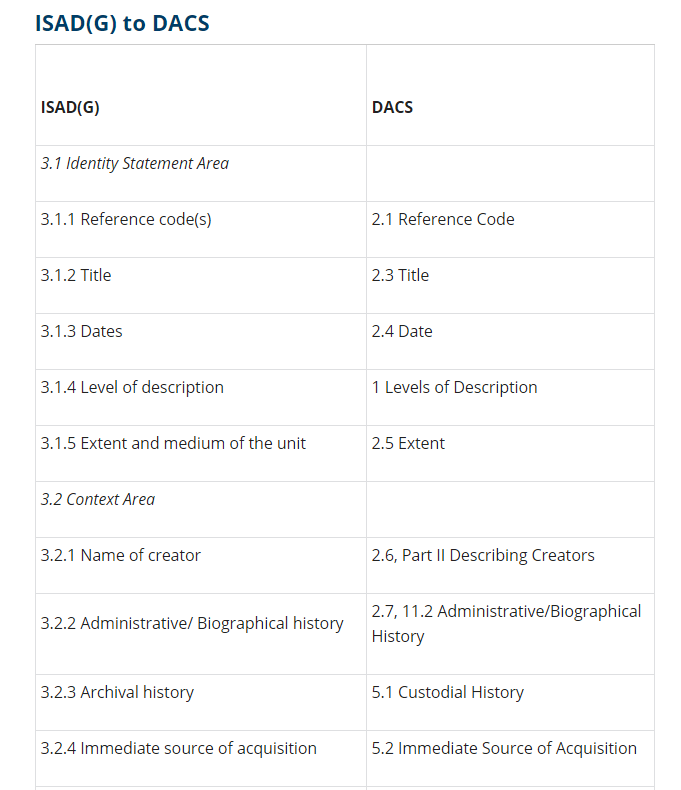 ISAD(G) to DACS
ISAD(G) DACS
3.1 Identity Statement Area
3.1.1 Reference code(s) 2.1 Reference Code
3.1.2 Title 2.3 Title
3.1.3 Dates 2.4 Date
3.1.4 Level of description 1 Levels of Description
3.1.5 Extent and medium of the unit 2.5 Extent
3.2 Context Area
3.2.1 Name of creator 2.6, Part II Describing Creators
3.2.2 Administrative/ Biographical history 2.7, 11.2 Administrative/Biographical
History
3.2.3 Archival history 5.1 Custodial History
3.2.4 Immediate source of acquisition 5.2 Immediate Source of Acquisition